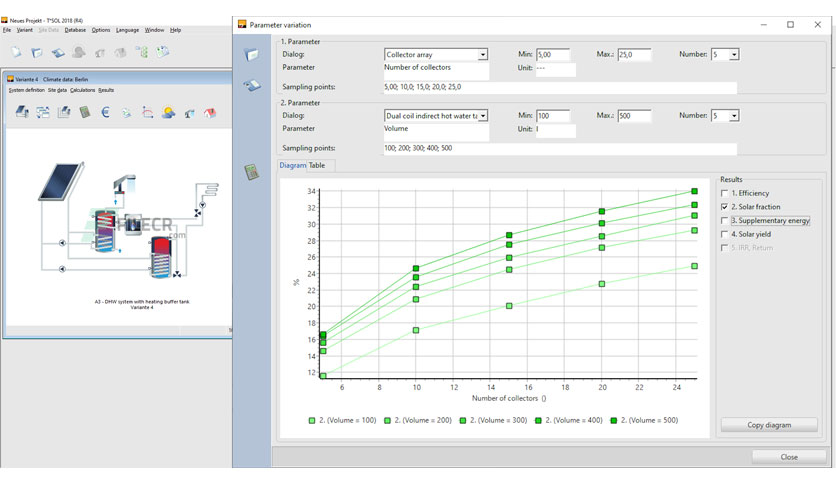 Neues Projekt - T*SOL 2018 (R4)
File Variant Site Data Database Options Language Window Help
Variante 4 Climate data: Berlin
System definition Site data Calculations Results
FILECR
.com
A3 - DHW system with heating buffer tank
Variante 4
Parameter variation
1. Parameter
Dialog: Collector array Min: 5,00 Max.: 25,0 Number: 5
Parameter Number of collectors Unit: ---
Sampling points: 5,00; 10,0; 15,0; 20,0; 25,0
2. Parameter
Dialog: Dual coil indirect hot water ta Min: 100 Max.: 500 Number: 5
Parameter Volume Unit: l
Sampling points: 100; 200; 300; 400; 500
Diagram Table
34
32
30
28
26
24
22
20
18
16
14
12
%
6 8 10 12 14 16 18 20 22 24
Number of collectors ()
2. (Volume = 100) 2. (Volume = 200) 2. (Volume = 300) 2. (Volume = 400) 2. (Volume = 500)
Results
1. Efficiency
2. Solar fraction
3. Supplementary energy
4. Solar yield
5. IRR, Return
Copy diagram
Close